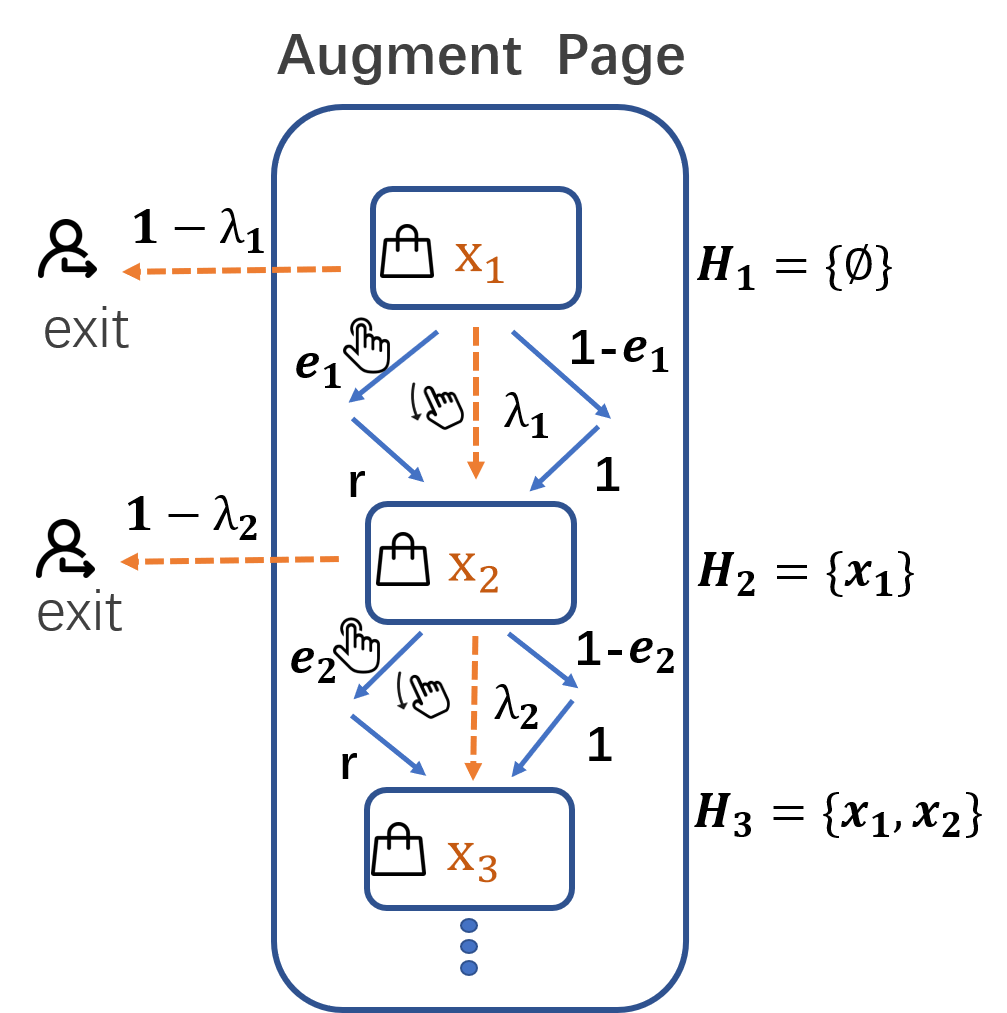 Augment Page
1 − λ₁
exit
x₁
H₁ = {∅}
e₁
λ₁
1-e₁
r
1
1 − λ₂
exit
x₂
H₂ = {x₁}
e₂
λ₂
1-e₂
r
1
x₃
H₃ = {x₁, x₂}